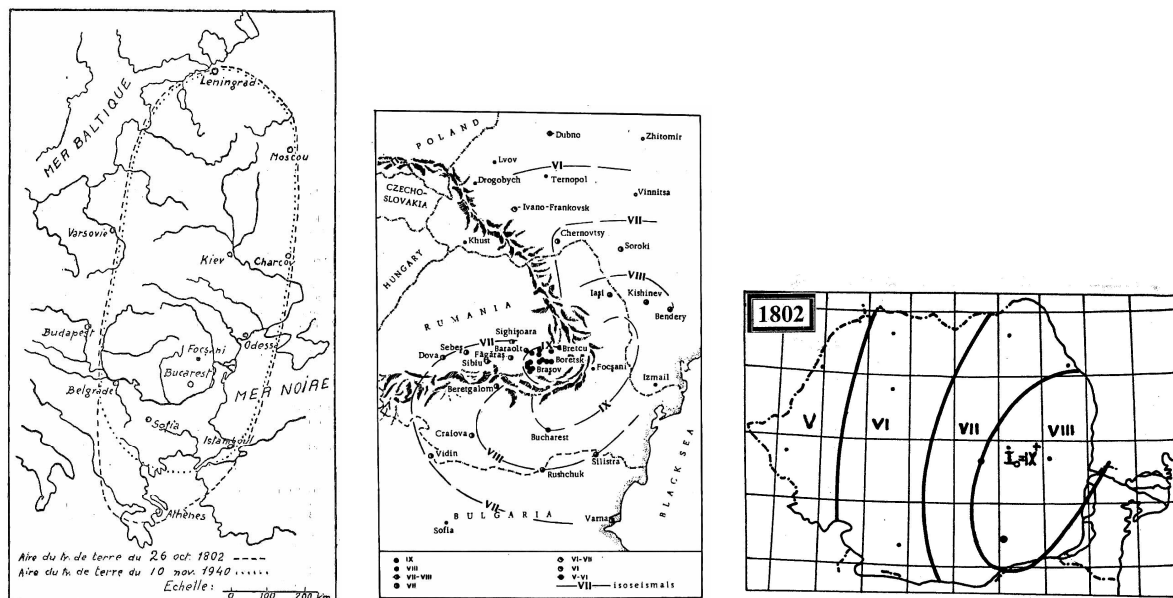 Leningrad
MER BALTIQUE
Moscou
Varsovie
Kiev
Charcov
Budapest
Odesse
Focşani
Bucarest
Belgrade
MER NOIRE
Sofia
Istamboul
Athènes
Aire du tr. de terre du 26 oct. 1802
Aire du tr. de terre du 10 nov. 1940
Echelle:
0 100 200 km
POLAND
Dubno
Zhitomir
Lvov
VI
Drogobych
Ternopol
CZECHO-
SLOVAKIA
Vinnitsa
Ivano-Frankovsk
VII
Khust
Chernovtsy
Soroki
HUNGARY
VIII
Iaşi
Kishinev
Bendery
RUMANIA
Sighişoara
VII
IX
Bretcu
Sebeş
Baraolt
Dova
Făgăraş
Sibiu
Boretsk
Braşov
Focşani
Beretgalom
Izmail
IX
Craiova
Bucharest
Vidin
VIII
Silistra
Rushchuk
BLACK SEA
VII
BULGARIA
Varna
Sofia
IX
VIII
VII-VIII
VII
VI-VII
VI
V-VI
VII isoseismals
1802
V
VI
VII
VIII
I₀=IX⁺